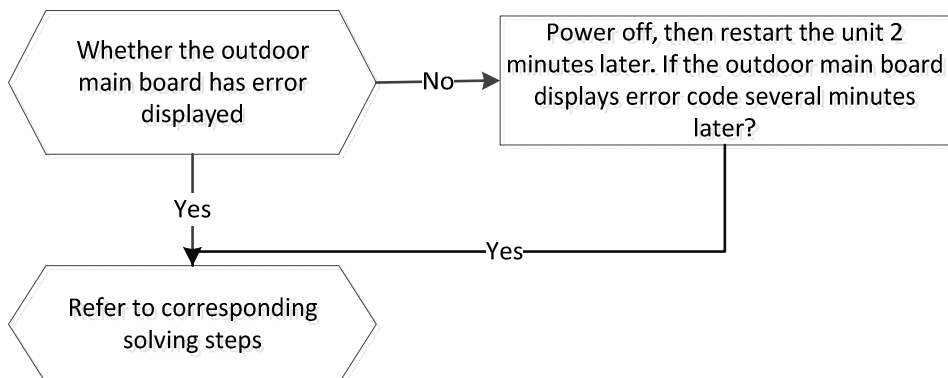 Whether the outdoor
main board has error
displayed
No
Power off, then restart the unit 2
minutes later. If the outdoor main board
displays error code several minutes
later?
Yes
Yes
Refer to corresponding
solving steps